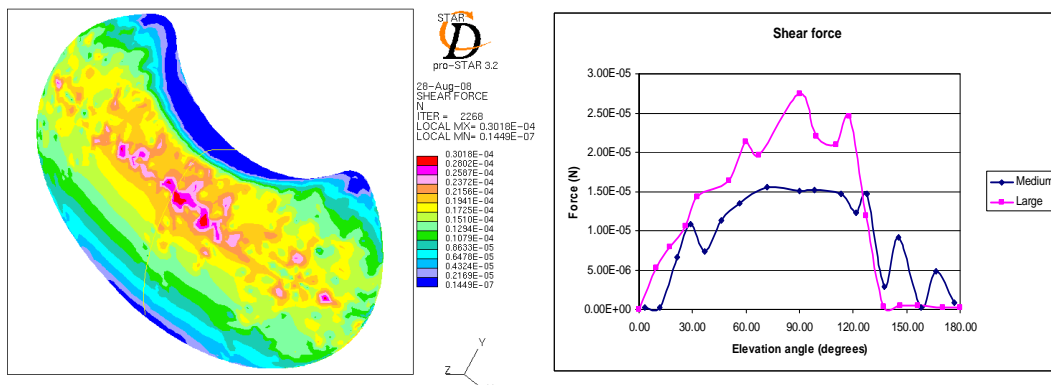 STAR
CD
pro-STAR 3.2
28-Aug-08
SHEAR FORCE
N
ITER = 2268
LOCAL MX= 0.3018E-04
LOCAL MN= 0.1449E-07
0.3018E-04
0.2802E-04
0.2587E-04
0.2372E-04
0.2156E-04
0.1941E-04
0.1725E-04
0.1510E-04
0.1294E-04
0.1079E-04
0.8633E-05
0.6478E-05
0.4324E-05
0.2169E-05
0.1449E-07
Y
Z
Shear force
3.00E-05
2.50E-05
2.00E-05
1.50E-05
1.00E-05
5.00E-06
0.00E+00
Force (N)
0.00 30.00 60.00 90.00 120.00 150.00 180.00
Elevation angle (degrees)
Medium
Large